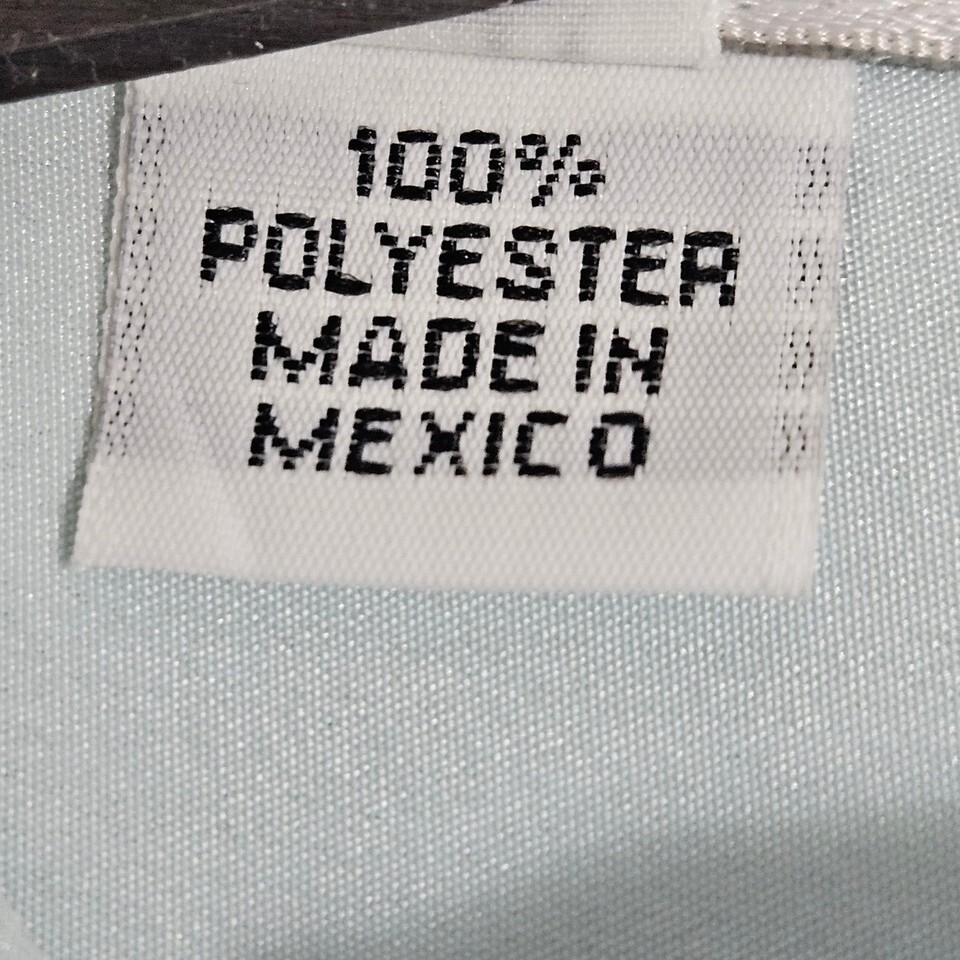 100%
POLYESTER
MADE IN
MEXICO